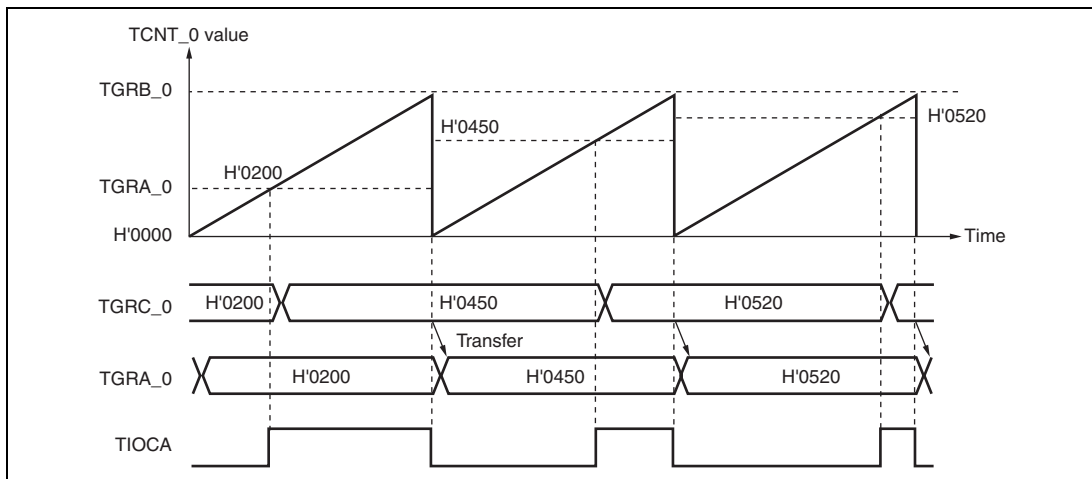 TCNT_0 value
TGRB_0
H'0520
H'0450
H'0200
TGRA_0
H'0000
Time
TGRC_0
H'0200
H'0450
H'0520
Transfer
TGRA_0
H'0200
H'0450
H'0520
TIOCA